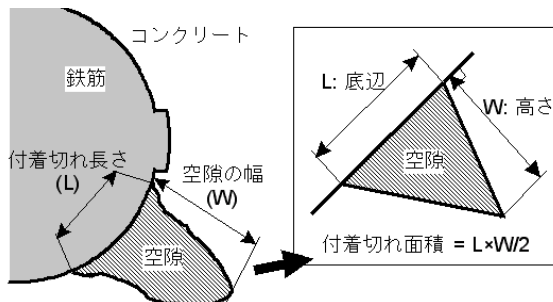 コンクリート
鉄筋
付着切れ長さ
(L)
空隙の幅
(W)
空隙
L: 底辺
W: 高さ
空隙
付着切れ面積 = L×W/2